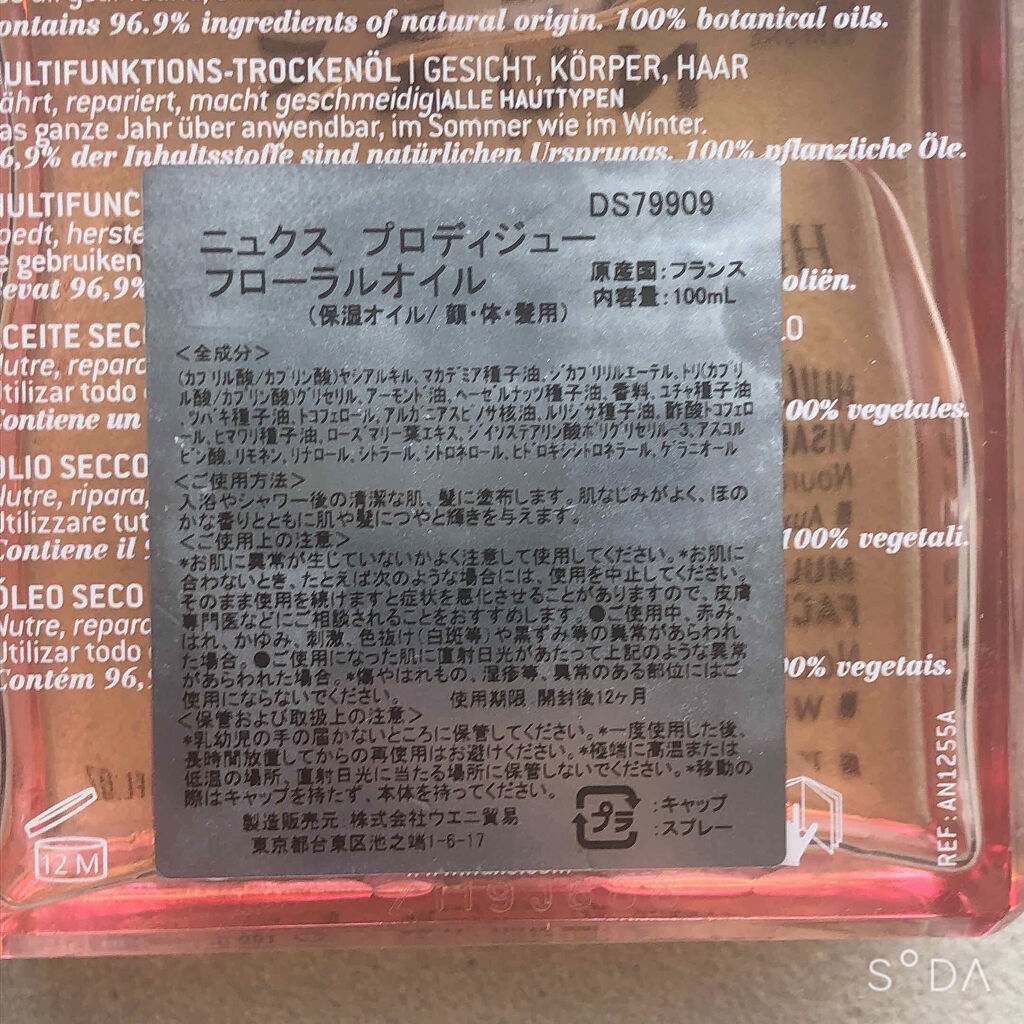 ontains 96.9% ingredients of natural origin. 100% botanical oils.
ULTIFUNKTIONS-TROCKENÖL | GESICHT, KÖRPER, HAAR
ährt, repariert, macht geschmeidig|ALLE HAUTTYPEN
as ganze Jahr über anwendbar, im Sommer wie im Winter.
6,9% der Inhaltsstoffe sind natürlichen Ursprungs. 100% pflanzliche Öle.
ULTIFUNC
oedt, herste
e gebruiken
evat 96,9%
oliën.
CEITE SEC
utre, repara
tilizar todo
ontiene un
00% vegetales.
OLIO SECCO
utre, ripara,
tilizzare tut
Contiene il 9
100% vegetali.
ÓLEO SECO
Nutre, repara
Utilizar todo
Contém 96,9
00% vegetais.
DS79909
ニュクス プロディジュー
フローラルオイル
原産国:フランス
内容量:100mL
(保湿オイル/ 顔・体・髪用)
<全成分>
(カプリル酸/カプリン酸)ヤシアルキル、マカデミア種子油、ジカプリリルエーテル、トリ(カプリ
ル酸/カプリン酸)グリセリル、アーモンド油、ヘーゼルナッツ種子油、香料、ユチャ種子油
、ツバキ種子油、トコフェロール、アルガニアスピノサ核油、ルリジサ種子油、酢酸トコフェロ
ール、ヒマワリ種子油、ローズマリー葉エキス、ジイソステアリン酸ポリグリセリル-3、アスコル
ビン酸、リモネン、リナロール、シトラール、シトロネロール、ヒドロキシシトロネラール、ゲラニオール
<ご使用方法>
入浴やシャワー後の清潔な肌、髪に塗布します。肌なじみがよく、ほの
かな香りとともに肌や髪につやと輝きを与えます。
<ご使用上の注意>
*お肌に異常が生じていないかよく注意して使用してください。*お肌に
合わないとき、たとえば次のような場合には、使用を中止してください。
そのまま使用を続けますと症状を悪化させることがありますので、皮膚
専門医などにご相談されることをおすすめします。●ご使用中、赤み、
はれ、かゆみ、刺激、色抜け(白斑等)や黒ずみ等の異常があらわれ
た場合。●ご使用になった肌に直射日光があたって上記のような異常
があらわれた場合。*傷やはれもの、湿疹等、異常のある部位にはご
使用にならないでください。 使用期限 開封後12ヶ月
<保管および取扱上の注意>
*乳幼児の手の届かないところに保管してください。*一度使用した後、
長時間放置してからの再使用はお避けください。*極端に高温または
低温の場所、直射日光に当たる場所に保管しないでください。*移動の
際はキャップを持たず、本体を持ってください。
製造販売元 株式会社ウエニ貿易
東京都台東区池之端1-6-17
プラ
:キャップ
:スプレー
12 M
REF: AN1255A
S°DA